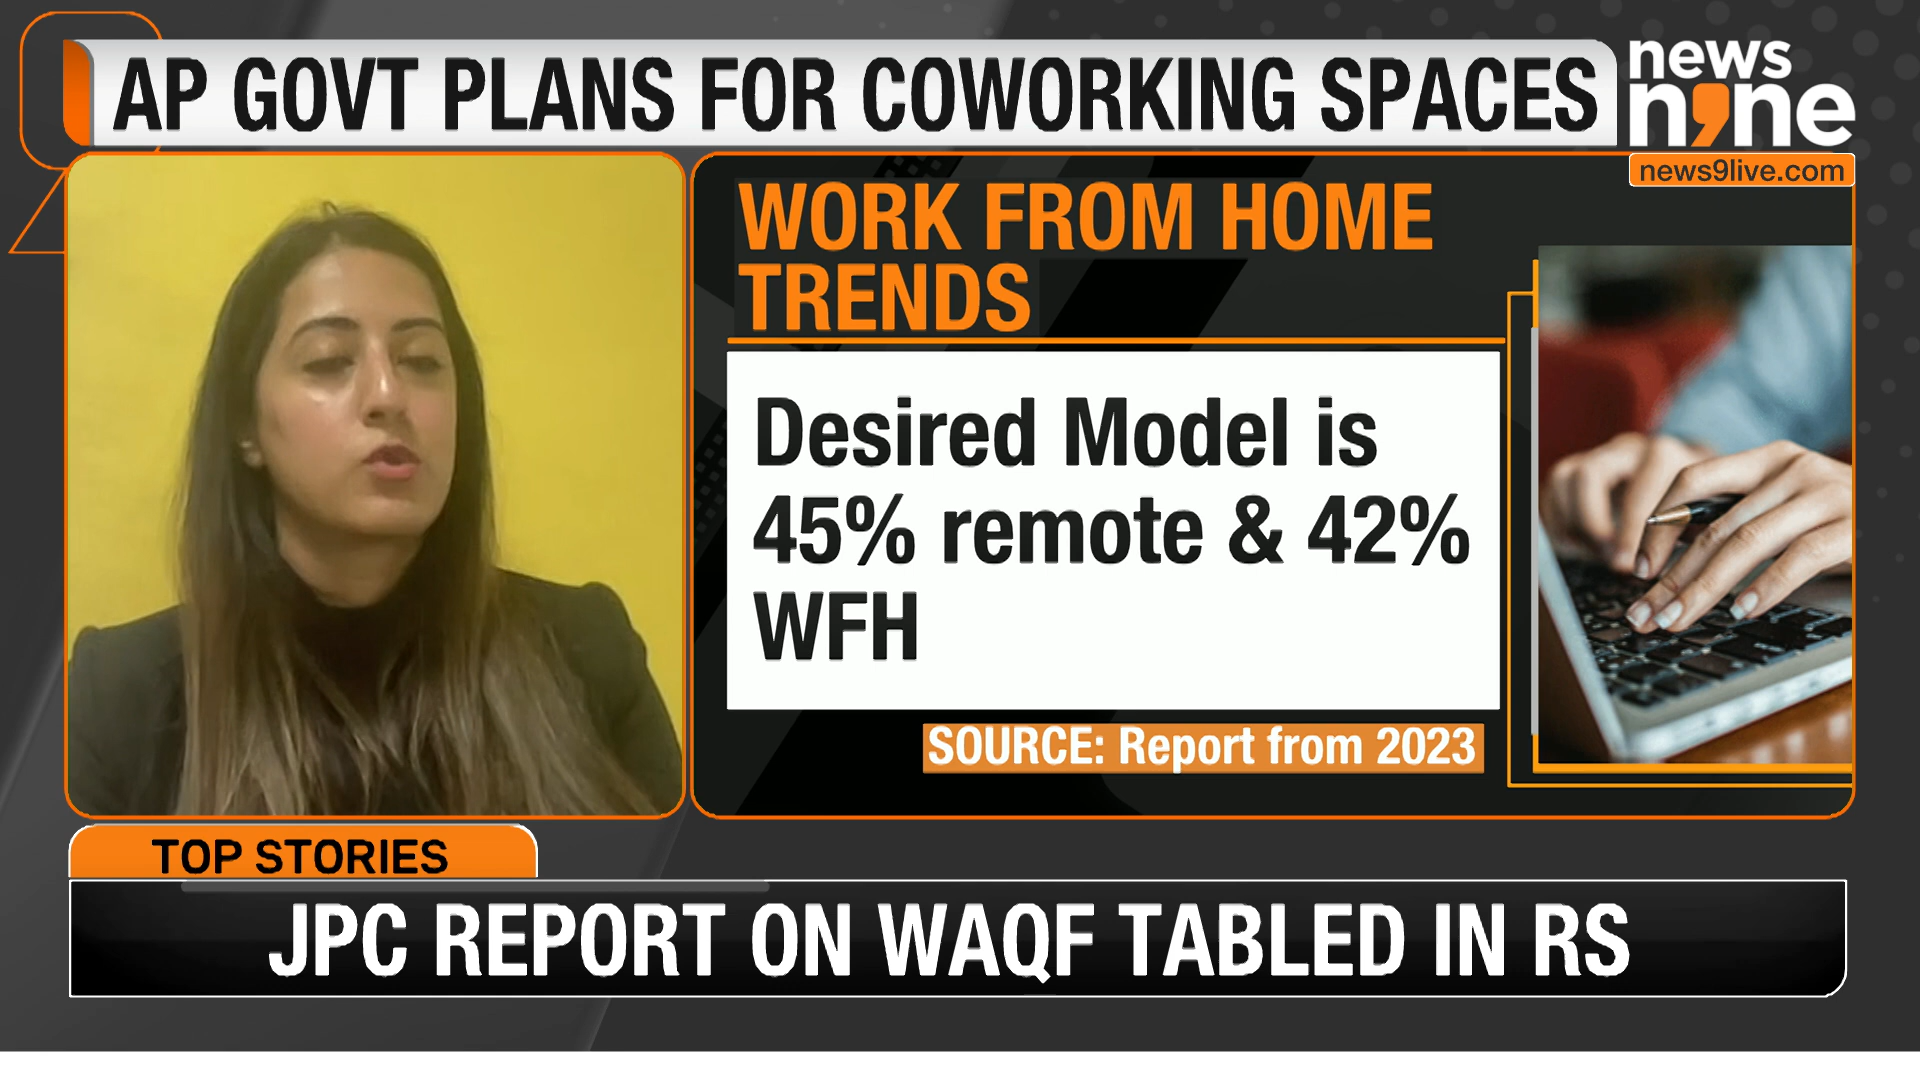 AP GOVT PLANS FOR COWORKING SPACES
news
nine
news9live.com
WORK FROM HOME
TRENDS
Desired Model is
45% remote & 42%
WFH
SOURCE: Report from 2023
TOP STORIES
JPC REPORT ON WAQF TABLED IN RS